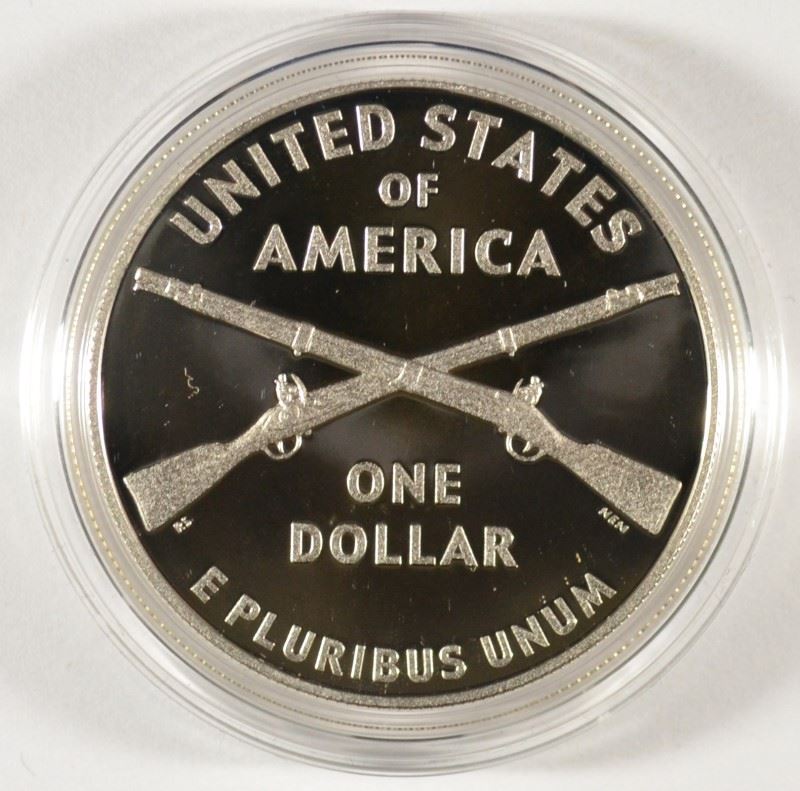 UNITED STATES
OF
AMERICA
ONE
DOLLAR
E PLURIBUS UNUM